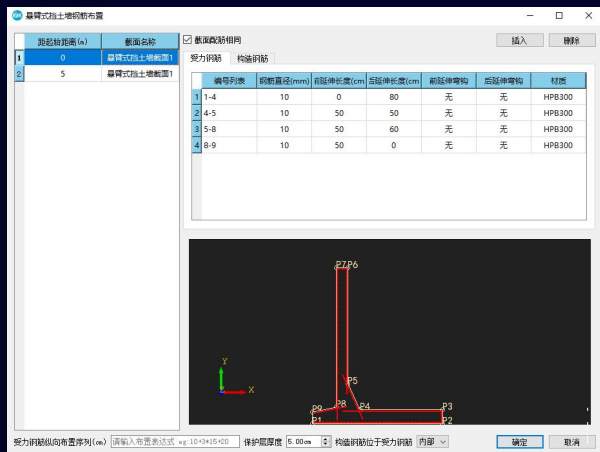 悬臂式挡土墙钢筋布置
距起始距离(m) 截面名称
1 0 悬臂式挡土墙截面1
2 5 悬臂式挡土墙截面1
截面配筋相同 插入 删除
受力钢筋 构造钢筋
编号列表 钢筋直径(mm) 前延伸长度(cm 后延伸长度(cm 前延伸弯钩 后延伸弯钩 材质
1 1-4 10 0 80 无 无 HPB300
2 4-5 10 50 50 无 无 HPB300
3 5-8 10 50 60 无 无 HPB300
4 8-9 10 50 0 无 无 HPB300
P7 P6
Y
X
P5
P9 P8 P4 P3
P1 P2
受力钢筋纵向布置序列(cm) 请输入布置表达式 eg:10+3*15+20 保护层厚度 5.00cm 构造钢筋位于受力钢筋 内部 确定 取消